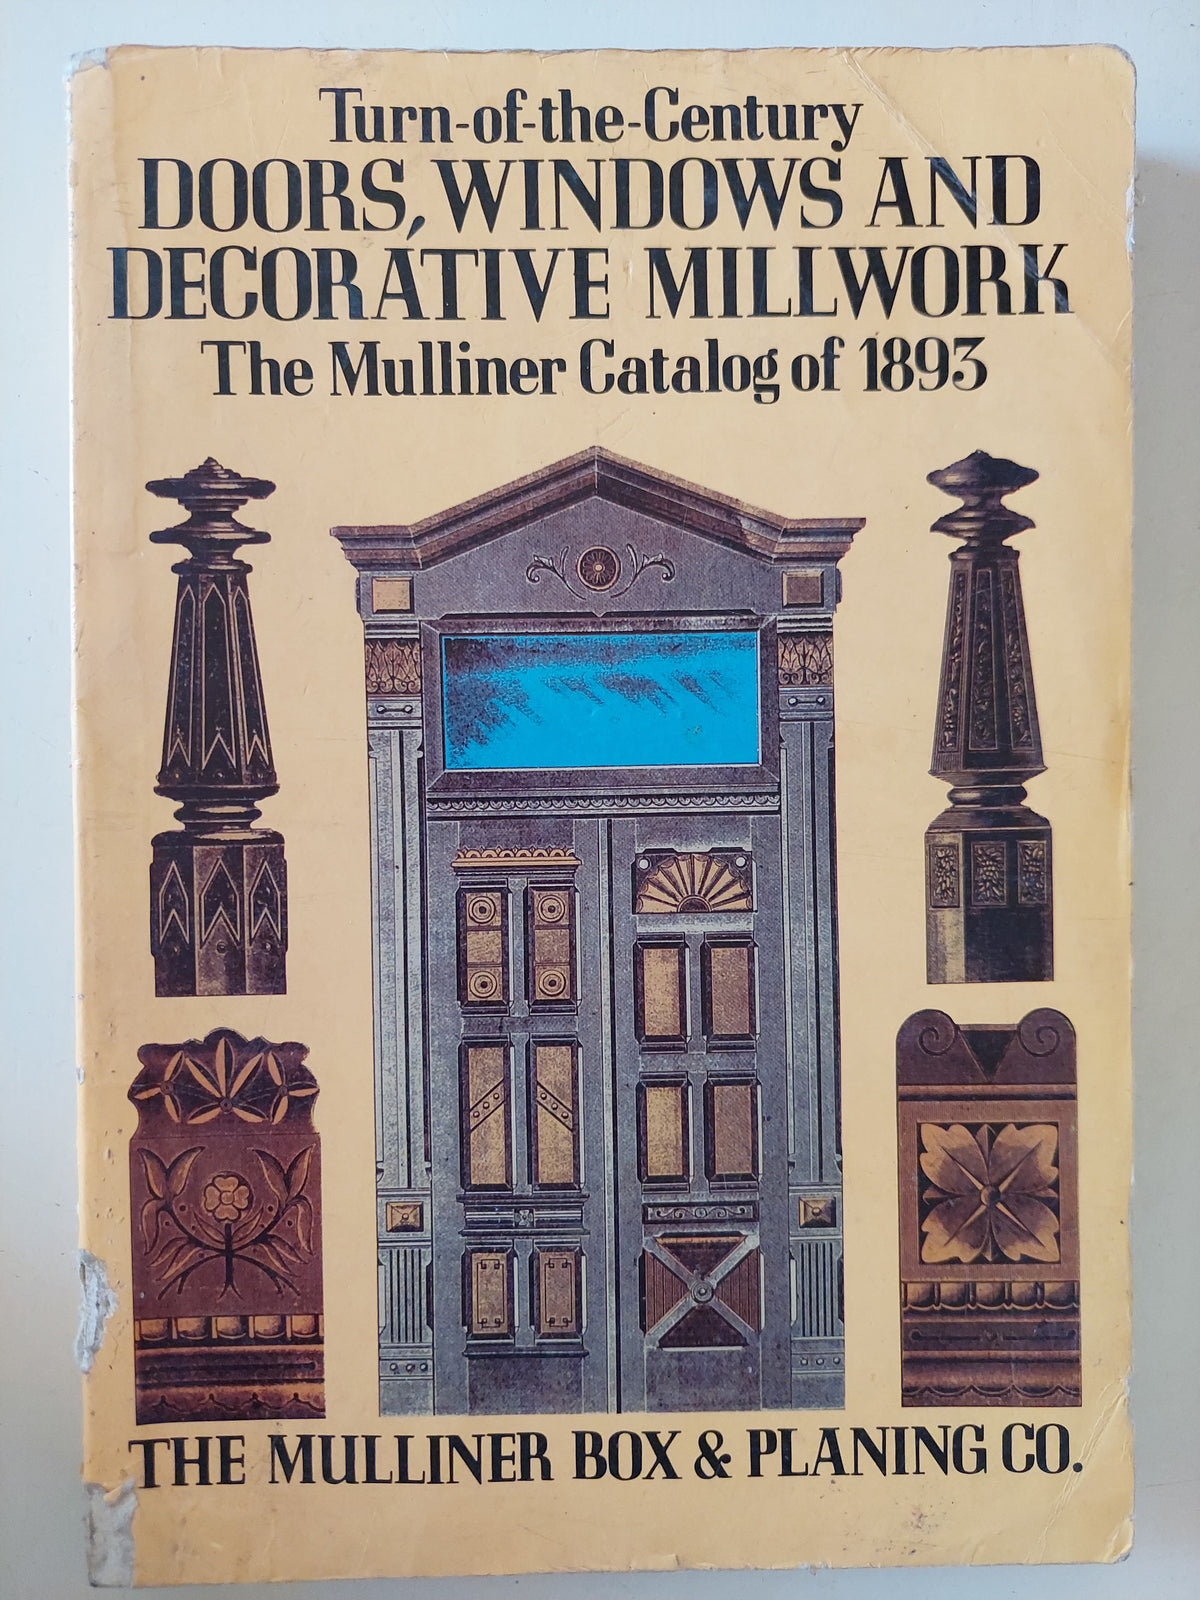 Turn-of-the-Century
DOORS, WINDOWS AND
DECORATIVE MILLWORK
The Mulliner Catalog of 1893
THE MULLINER BOX & PLANING CO.